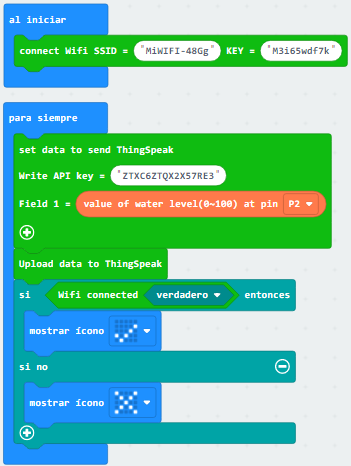 al iniciar
connect Wifi SSID = "MiWIFI-48Gg" KEY = "M3i65wdf7k"
para siempre
set data to send ThingSpeak
Write API key = "ZTXC6ZTQX2X57RE3"
Field 1 = value of water level(0~100) at pin P2
Upload data to ThingSpeak
si Wifi connected verdadero entonces
mostrar ícono
si no
mostrar ícono